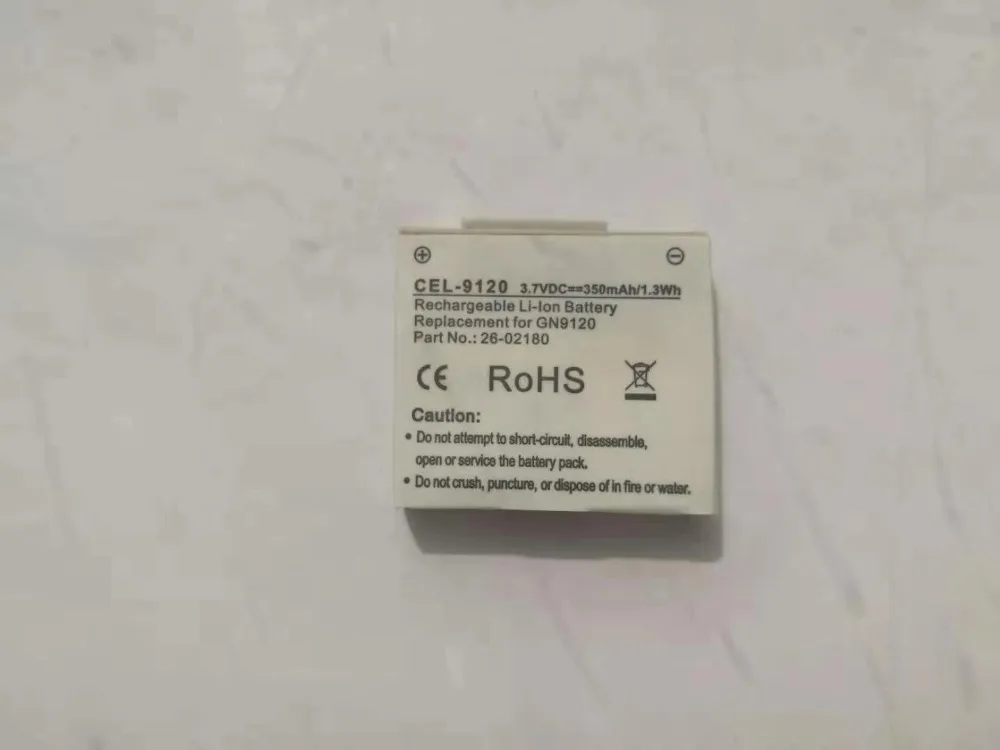 ⊕ ⊖
CEL-9120 3.7VDC==350mAh/1.3Wh
Rechargeable Li-Ion Battery
Replacement for GN9120
Part No.: 26-02180
CE RoHS
Caution:
• Do not attempt to short-circuit, disassemble,
open or service the battery pack.
• Do not crush, puncture, or dispose of in fire or water.